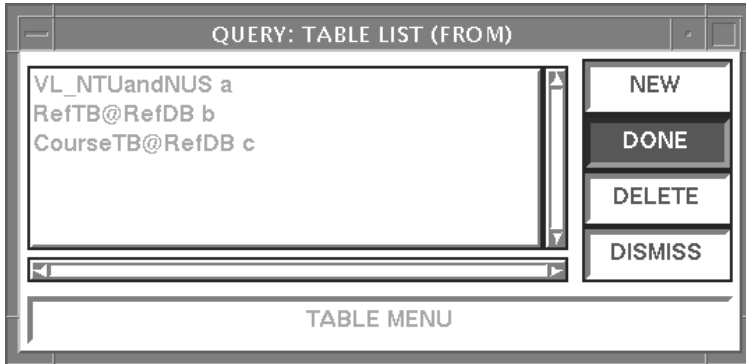 QUERY: TABLE LIST (FROM)
VL_NTUandNUS a
RefTB@RefDB b
CourseTB@RefDB c
NEW
DONE
DELETE
DISMISS
TABLE MENU